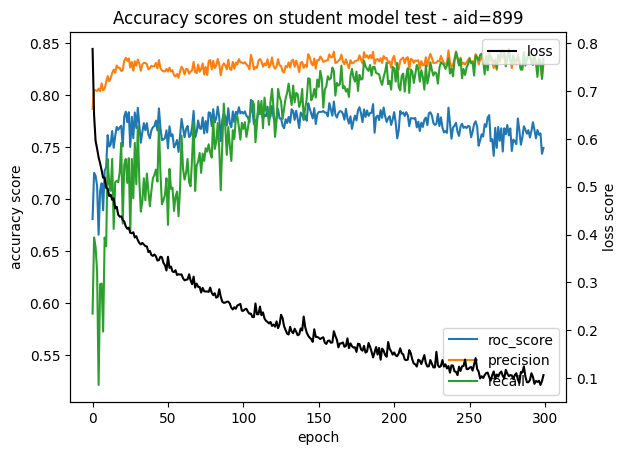 Accuracy scores on student model test - aid=899
accuracy score
0.85
0.80
0.75
0.70
0.65
0.60
0.55
0.8
0.7
0.6
0.5
0.4
0.3
0.2
0.1
loss score
loss
roc_score
precision
recall
0
50
100
150
200
250
300
epoch